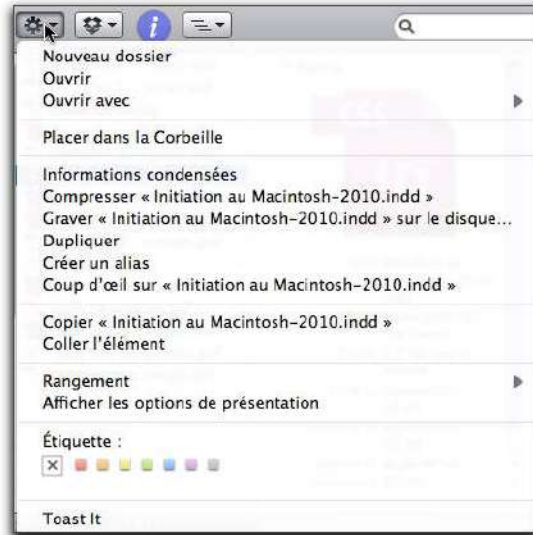 Nouveau dossier
Ouvrir
Ouvrir avec
Placer dans la Corbeille
Informations condensées
Compresser « Initiation au Macintosh-2010.indd »
Graver « Initiation au Macintosh-2010.indd » sur le disque...
Dupliquer
Créer un alias
Coup d'œil sur « Initiation au Macintosh-2010.indd »
Copier « Initiation au Macintosh-2010.indd »
Coller l'élément
Rangement
Afficher les options de présentation
Étiquette :
Toast It